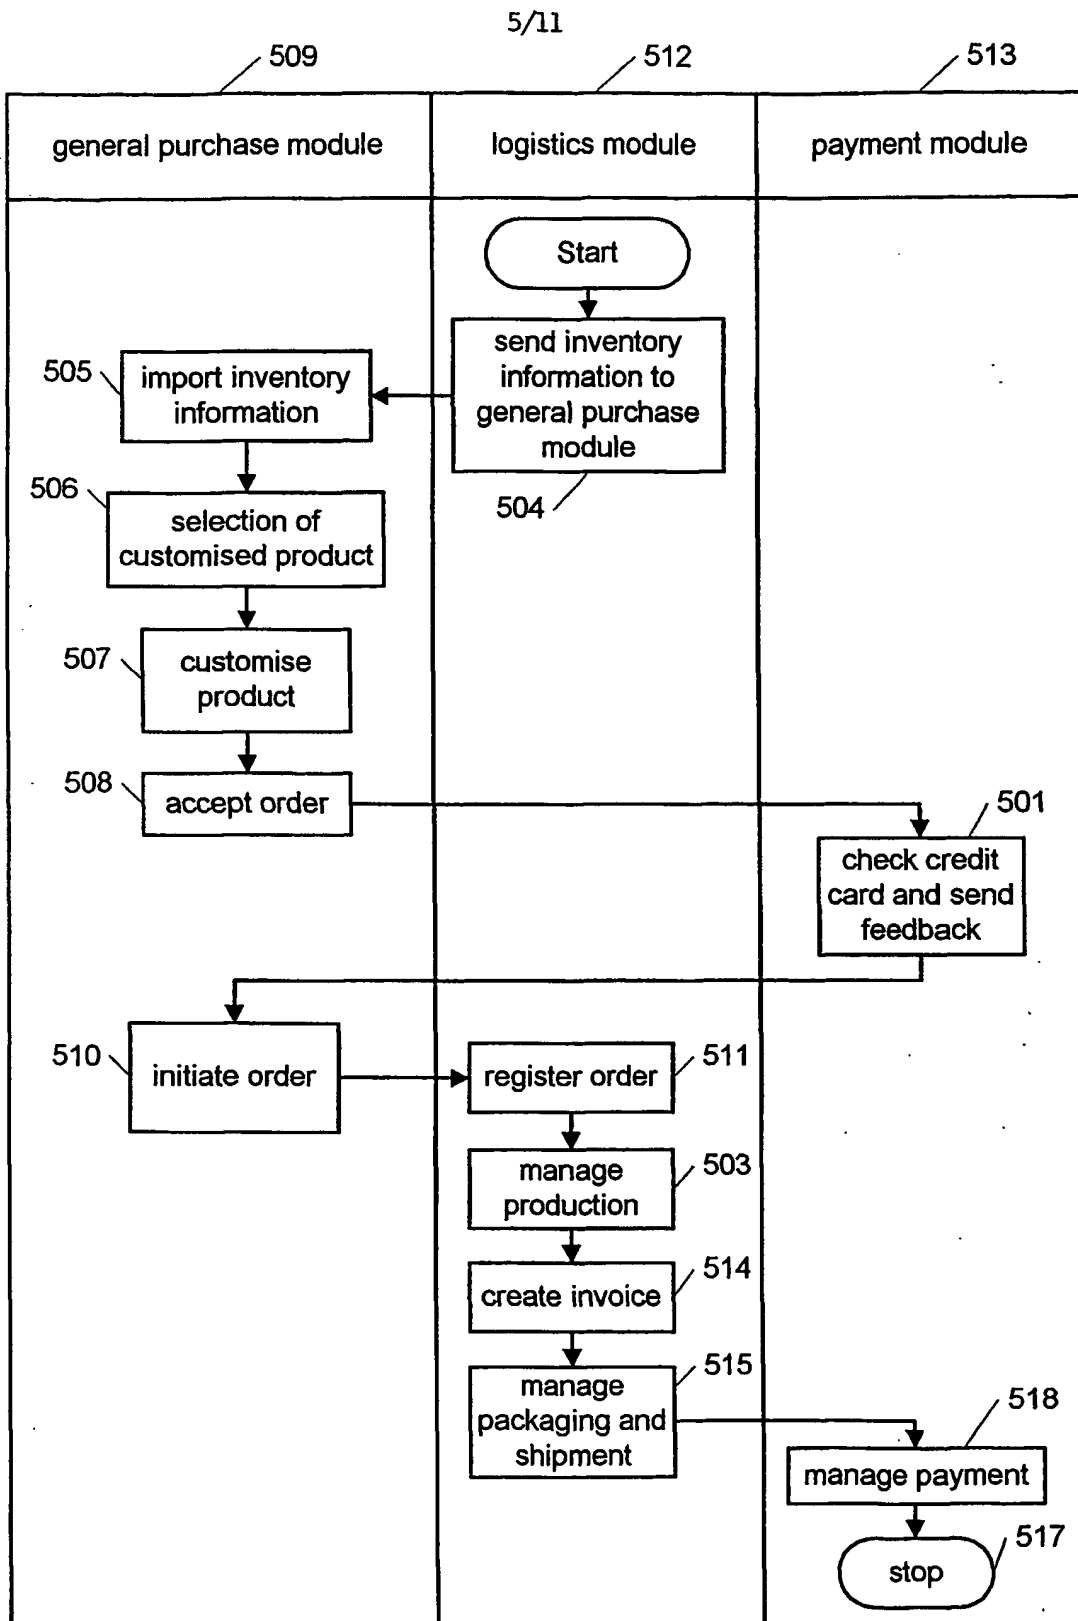 5/11
509
512
513
general purchase module
logistics module
payment module
Start
send inventory
information to
general purchase
module
504
505
import inventory
information
506
selection of
customised product
507
customise
product
508
accept order
501
check credit
card and send
feedback
510
initiate order
register order
511
manage
production
503
create invoice
514
manage
packaging and
shipment
515
518
manage payment
stop
517